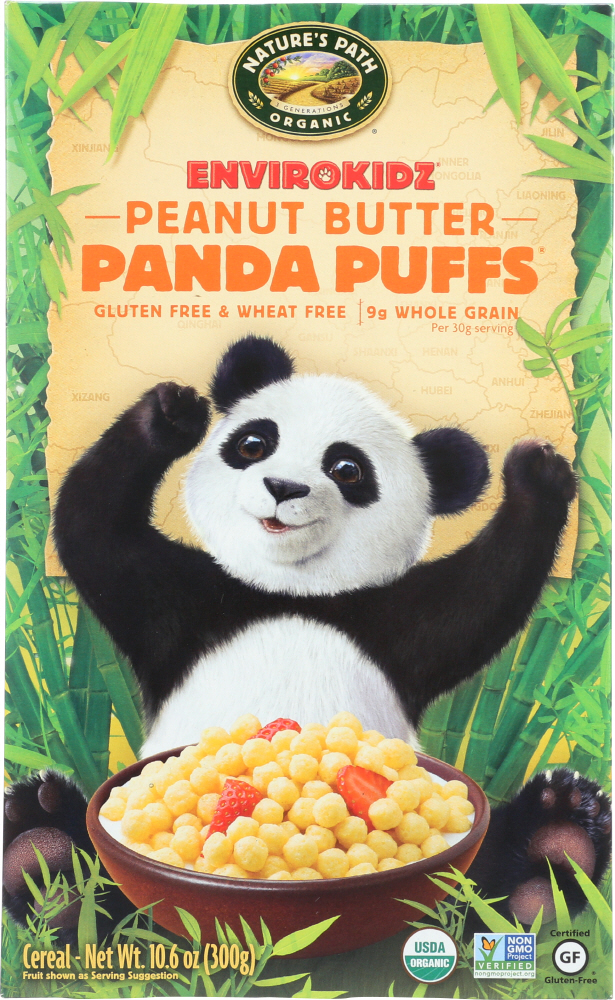 NATURE'S PATH
ORGANIC
XINJIANG
JILIN
INNER
LIAONING
ENVIROKIDZ
PEANUT BUTTER
PANDA PUFFS
GLUTEN FREE & WHEAT FREE | 9g WHOLE GRAIN
Per 30g serving
QINGHAI
SHAANXI
HENAN
ANHUI
HUBEI
XIZANG
ZHEJIAN
Cereal - Net Wt. 10.6 oz (300g)
Fruit shown as Serving Suggestion
USDA
ORGANIC
NON
GMO
Project
VERIFIED
nongmoproject.org
Certified
GF
Gluten-Free